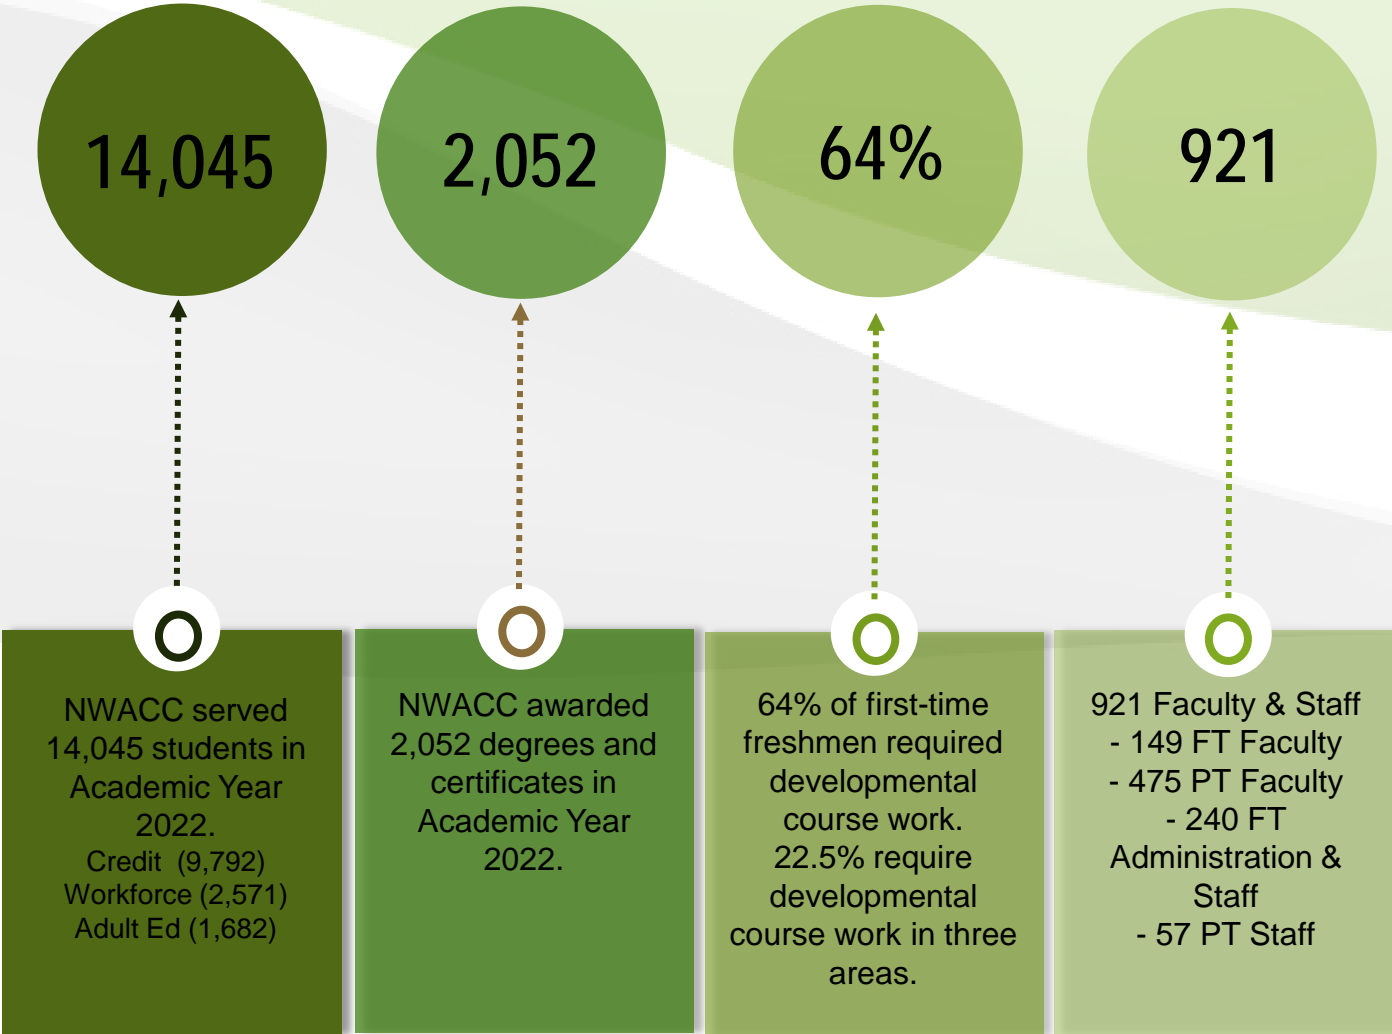 14,045
2,052
64%
921
NWACC served
14,045 students in
Academic Year
2022.
Credit (9,792)
Workforce (2,571)
Adult Ed (1,682)
NWACC awarded
2,052 degrees and
certificates in
Academic Year
2022.
64% of first-time
freshmen required
developmental
course work.
22.5% require
developmental
course work in three
areas.
921 Faculty & Staff
- 149 FT Faculty
- 475 PT Faculty
- 240 FT
Administration &
Staff
- 57 PT Staff